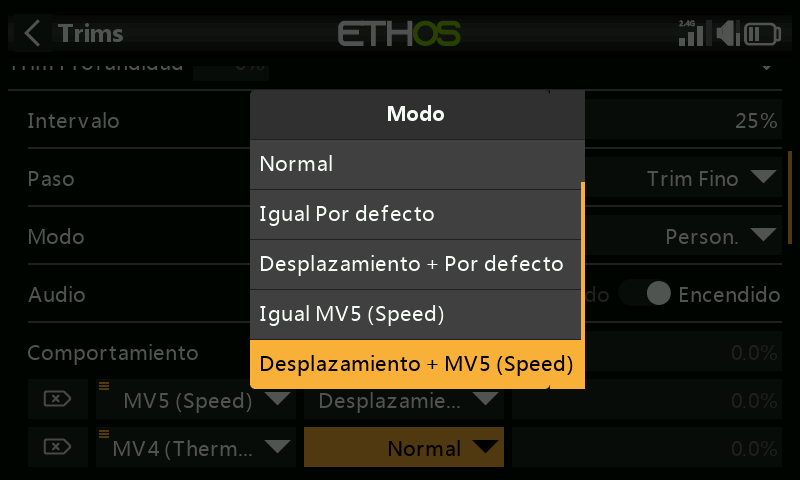 Trims
ETHOS
2.4G
Trim Profundidad
0%
Modo
Intervalo
25%
Normal
Paso
Trim Fino
Igual Por defecto
Modo
Person.
Desplazamiento + Por defecto
Audio
do Encendido
Igual MV5 (Speed)
Comportamiento
0.0%
Desplazamiento + MV5 (Speed)
MV5 (Speed)
Desplazamie...
0.0%
MV4 (Therm...
Normal
0.0%